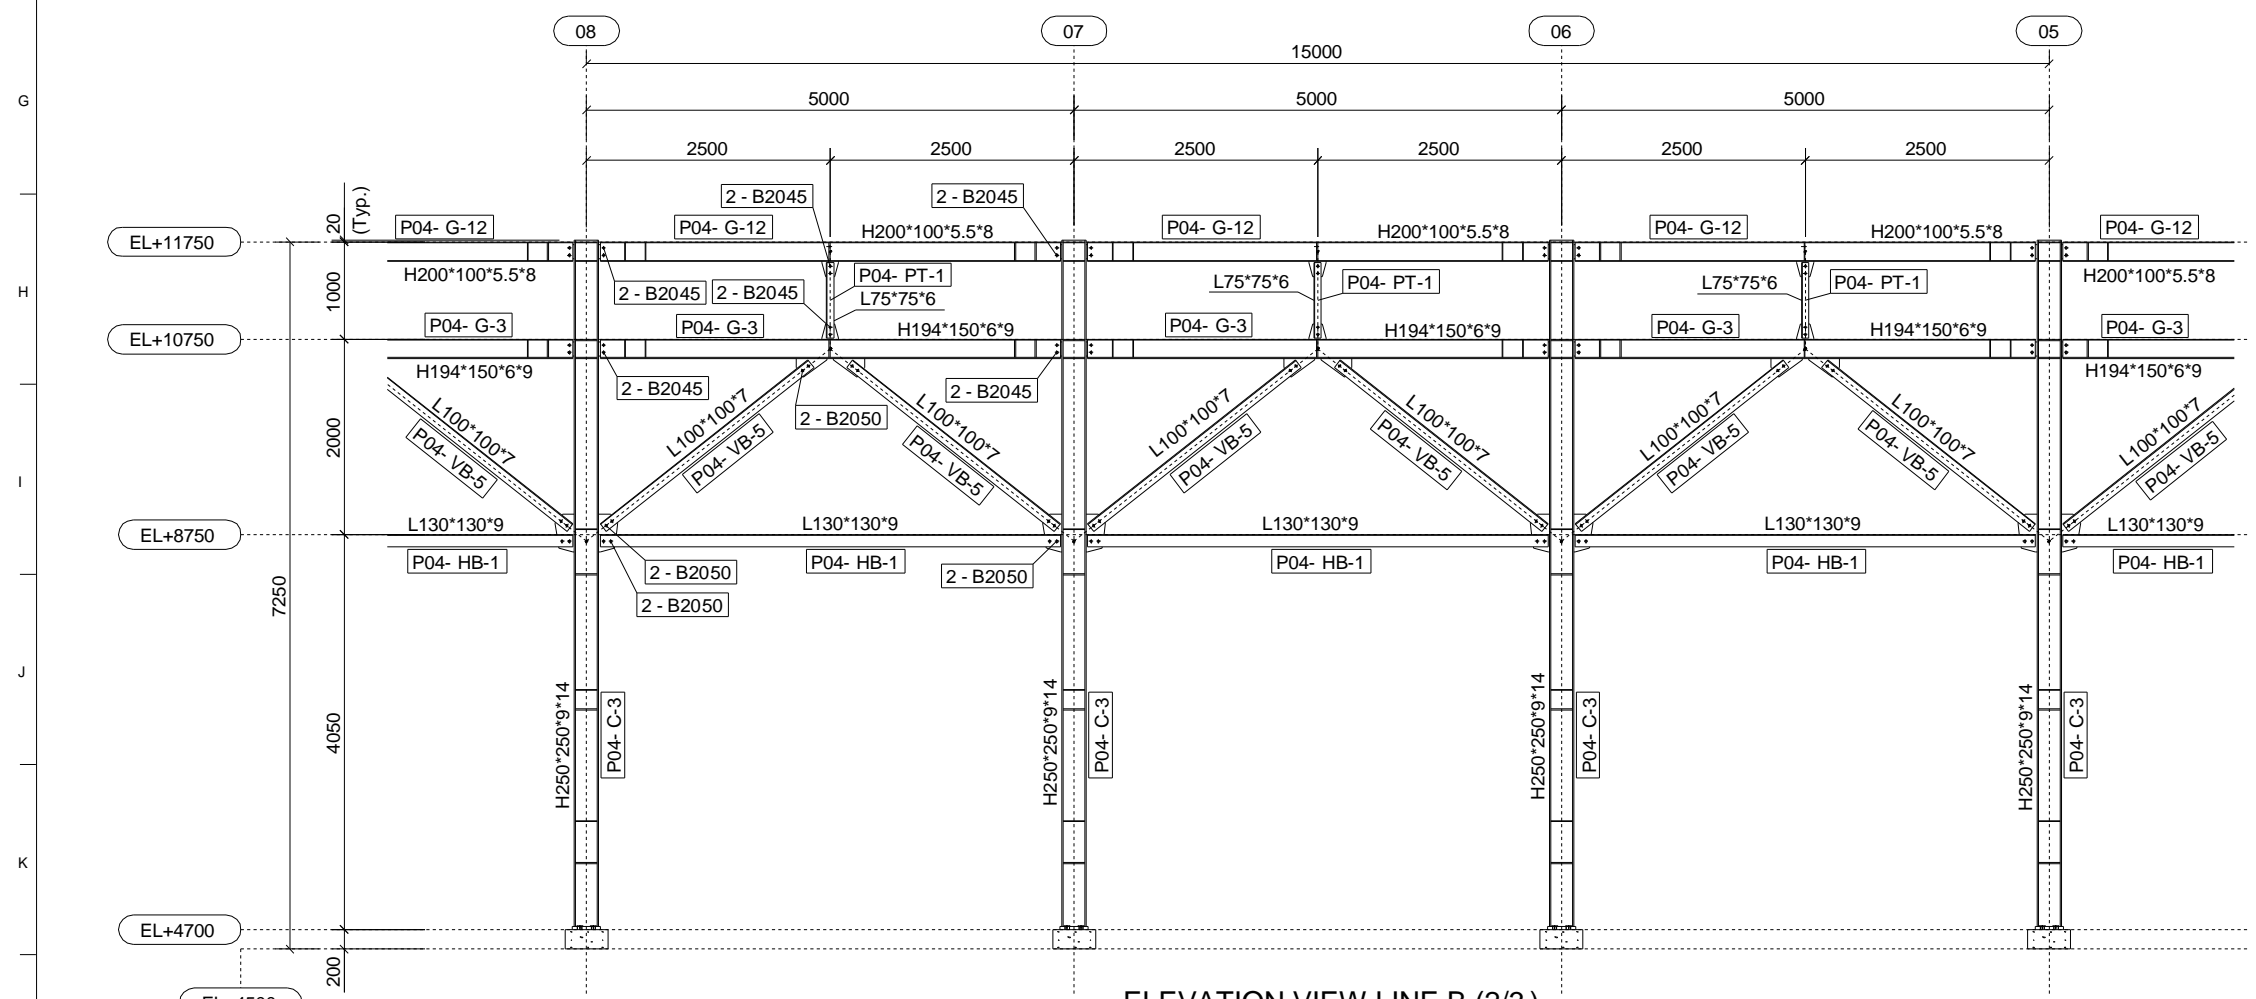 08 07 06 05
15000
G
5000 5000 5000
2500 2500 2500 2500 2500 2500
20
(Typ.)
2 - B2045 2 - B2045
P04- G-12 P04- G-12 P04- G-12 P04- G-12 P04- G-12
EL+11750
H200*100*5.5*8 H200*100*5.5*8 H200*100*5.5*8
H200*100*5.5*8 H200*100*5.5*8
P04- PT-1 P04- PT-1 P04- PT-1
H
1000
2 - B2045 2 - B2045
L75*75*6 L75*75*6 L75*75*6
P04- G-3 P04- G-3 P04- G-3 P04- G-3 P04- G-3
EL+10750
H194*150*6*9 H194*150*6*9 H194*150*6*9
H194*150*6*9 H194*150*6*9
2 - B2045 2 - B2045
2 - B2050
2000
L100*100*7 L100*100*7 L100*100*7 L100*100*7 L100*100*7 L100*100*7 L100*100*7 L100*100*7
P04- VB-5 P04- VB-5 P04- VB-5 P04- VB-5 P04- VB-5 P04- VB-5 P04- VB-5 P04- VB-5
I
L130*130*9 L130*130*9 L130*130*9 L130*130*9 L130*130*9
EL+8750
P04- HB-1 P04- HB-1 P04- HB-1 P04- HB-1 P04- HB-1
2 - B2050 2 - B2050
2 - B2050
7250
J
4050
H250*250*9*14 H250*250*9*14 H250*250*9*14 H250*250*9*14
P04- C-3 P04- C-3 P04- C-3 P04- C-3
K
EL+4700
200
ELEVATION VIEW LINE B (2/3)